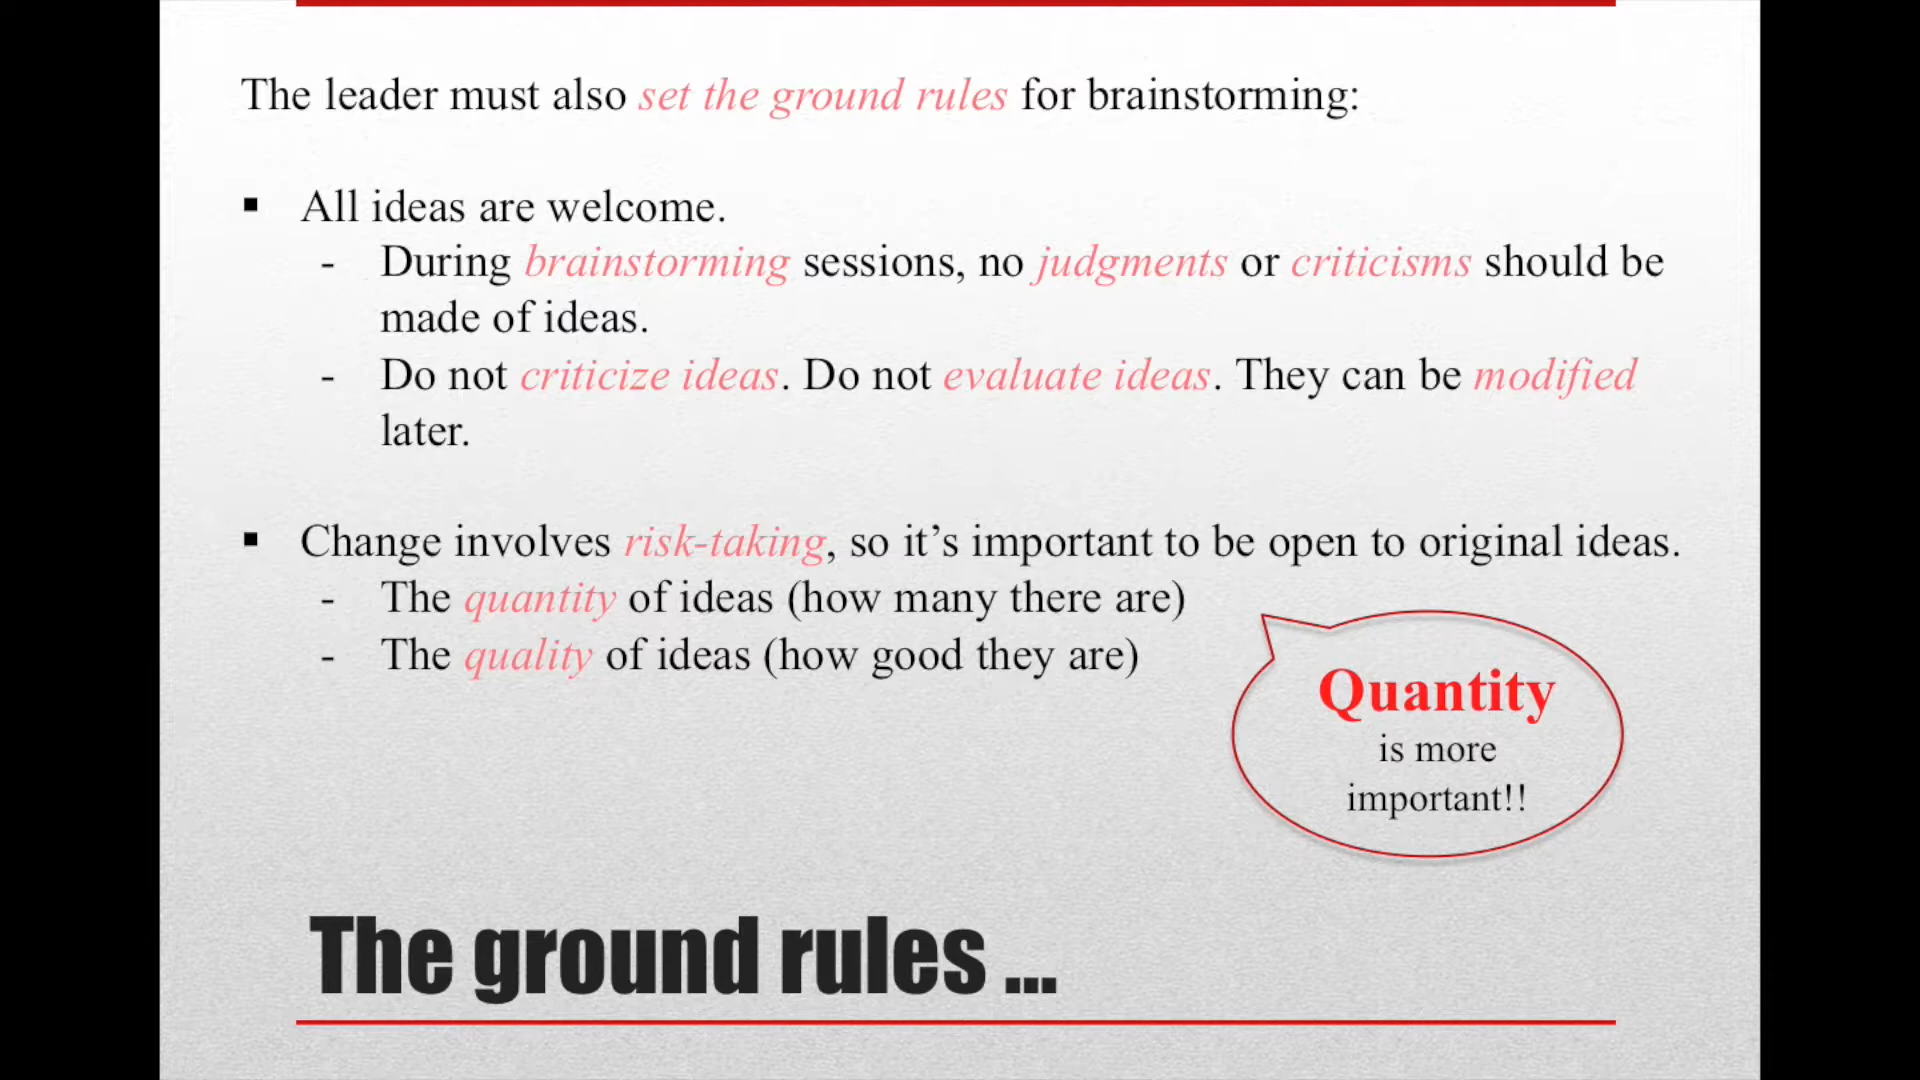 The leader must also set the ground rules for brainstorming:
▪ All ideas are welcome.
- During brainstorming sessions, no judgments or criticisms should be
made of ideas.
- Do not criticize ideas. Do not evaluate ideas. They can be modified
later.
▪ Change involves risk-taking, so it’s important to be open to original ideas.
- The quantity of ideas (how many there are)
- The quality of ideas (how good they are)
Quantity
is more
important!!
The ground rules ...